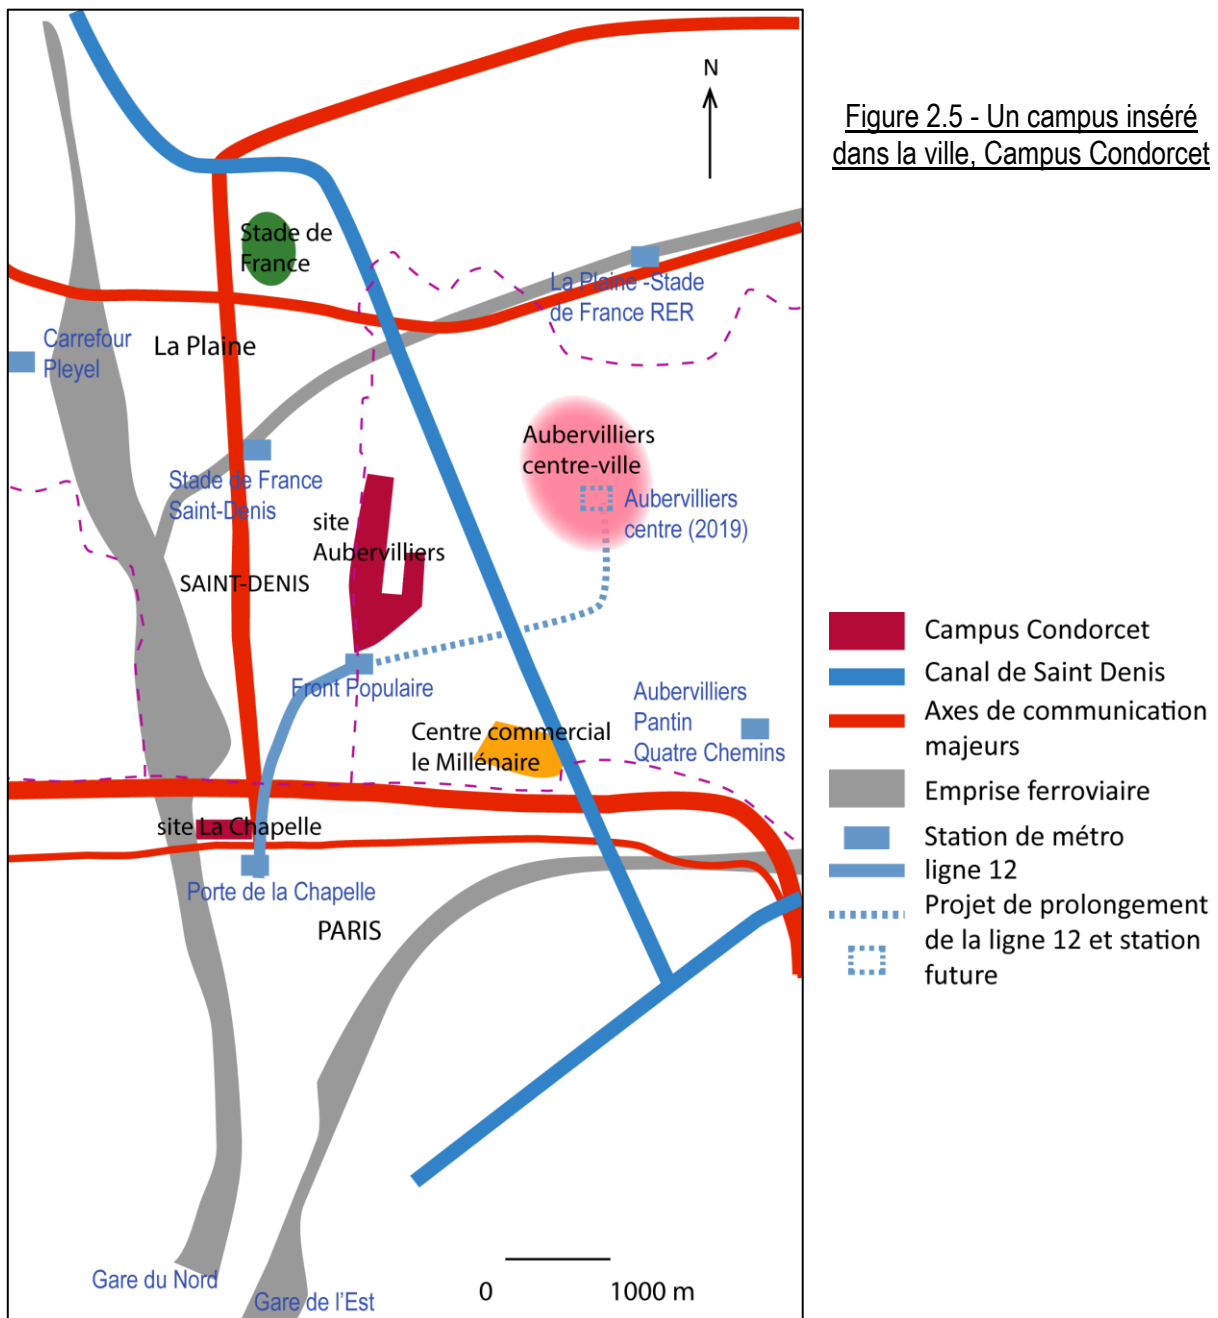 Figure 2.5 - Un campus inséré
dans la ville, Campus Condorcet
N
Stade de
France
La Plaine -Stade
de France RER
Carrefour
Pleyel
La Plaine
Aubervilliers
centre-ville
Stade de France
Saint-Denis
Aubervilliers
centre (2019)
site
Aubervilliers
SAINT-DENIS
Front Populaire
Aubervilliers
Pantin
Quatre Chemins
Centre commercial
le Millénaire
site La Chapelle
Porte de la Chapelle
PARIS
Gare du Nord
Gare de l'Est
0
1000 m
Campus Condorcet
Canal de Saint Denis
Axes de communication
majeurs
Emprise ferroviaire
Station de métro
ligne 12
Projet de prolongement
de la ligne 12 et station
future